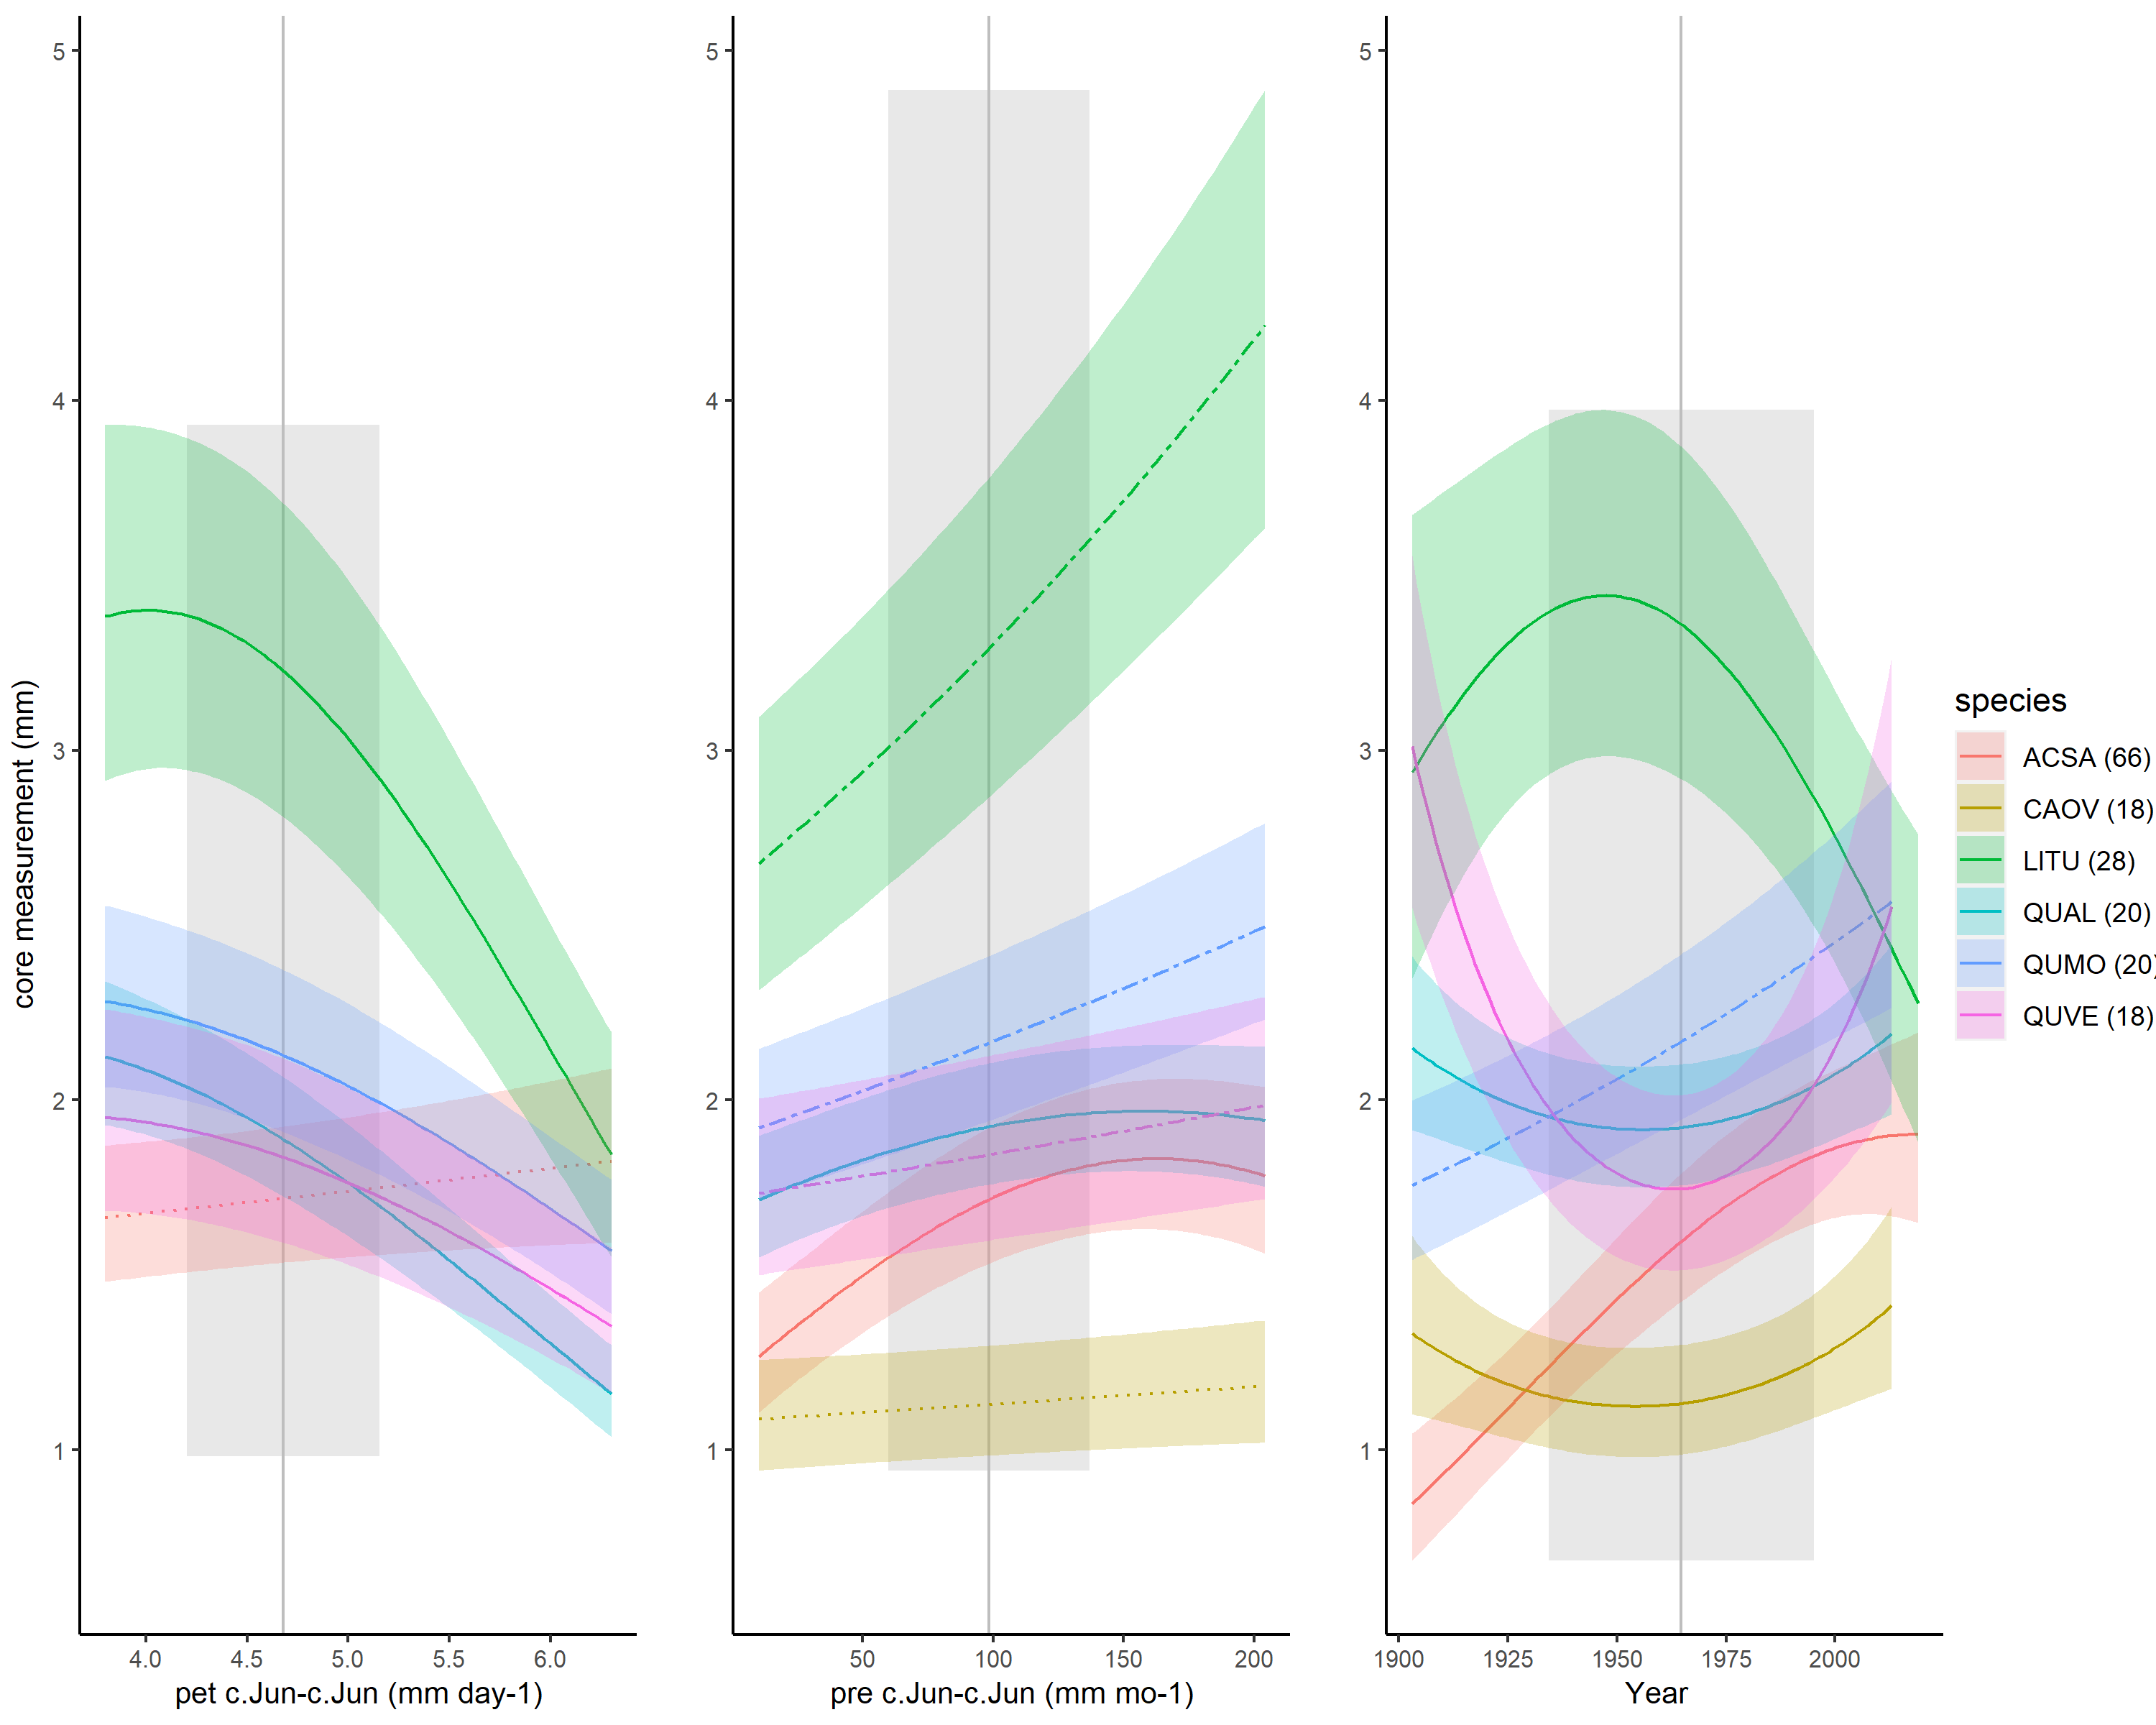 core measurement (mm)
5
4
3
2
1
4.0 4.5 5.0 5.5 6.0
pet c.Jun-c.Jun (mm day-1)
5
4
3
2
1
50 100 150 200
pre c.Jun-c.Jun (mm mo-1)
5
4
3
2
1
1900 1925 1950 1975 2000
Year
species
ACSA (66)
CAOV (18)
LITU (28)
QUAL (20)
QUMO (20)
QUVE (18)